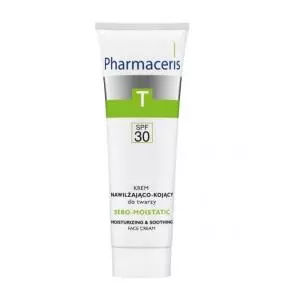 Pharmaceris
T
SPF
30
KREM
NAWILŻAJĄCO-KOJĄCY
do twarzy
SEBO-MOISTATIC
MOISTURIZING & SOOTHING
FACE CREAM